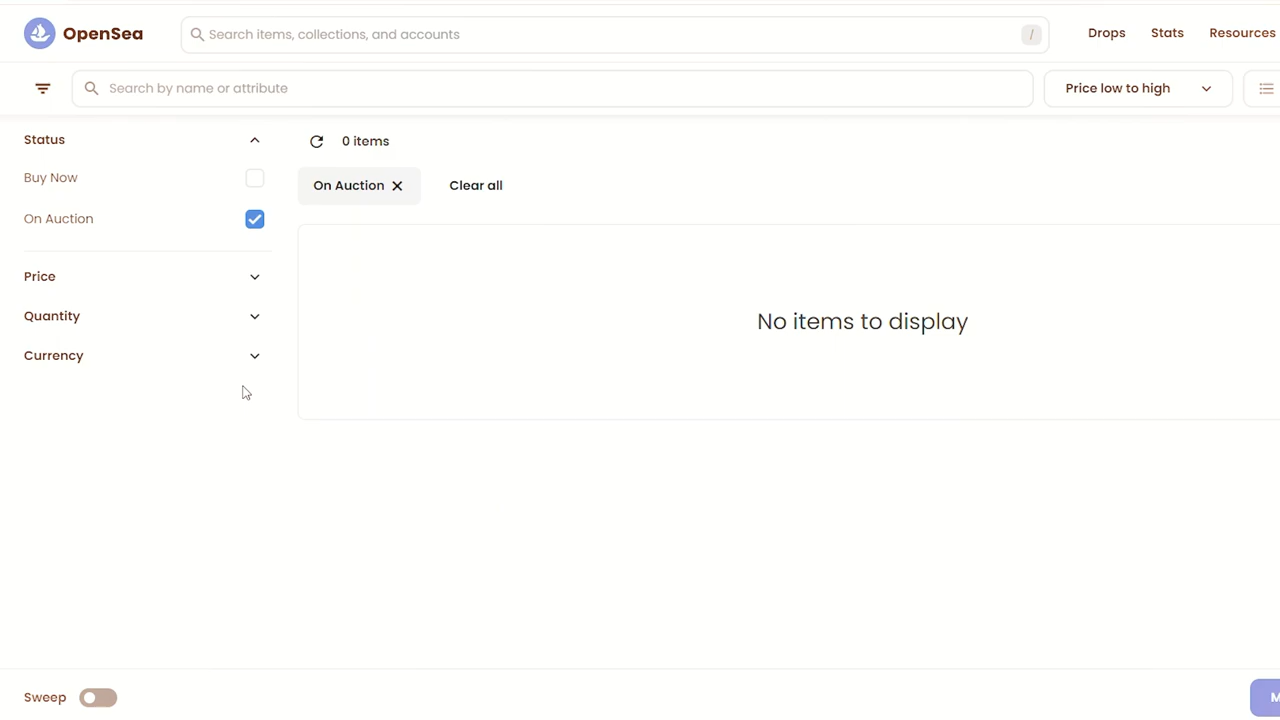 OpenSea
Search items, collections, and accounts
/
Drops
Stats
Resources
Search by name or attribute
Price low to high
Status
0 items
Buy Now
On Auction
Clear all
On Auction
Price
No items to display
Quantity
Currency
Sweep
M